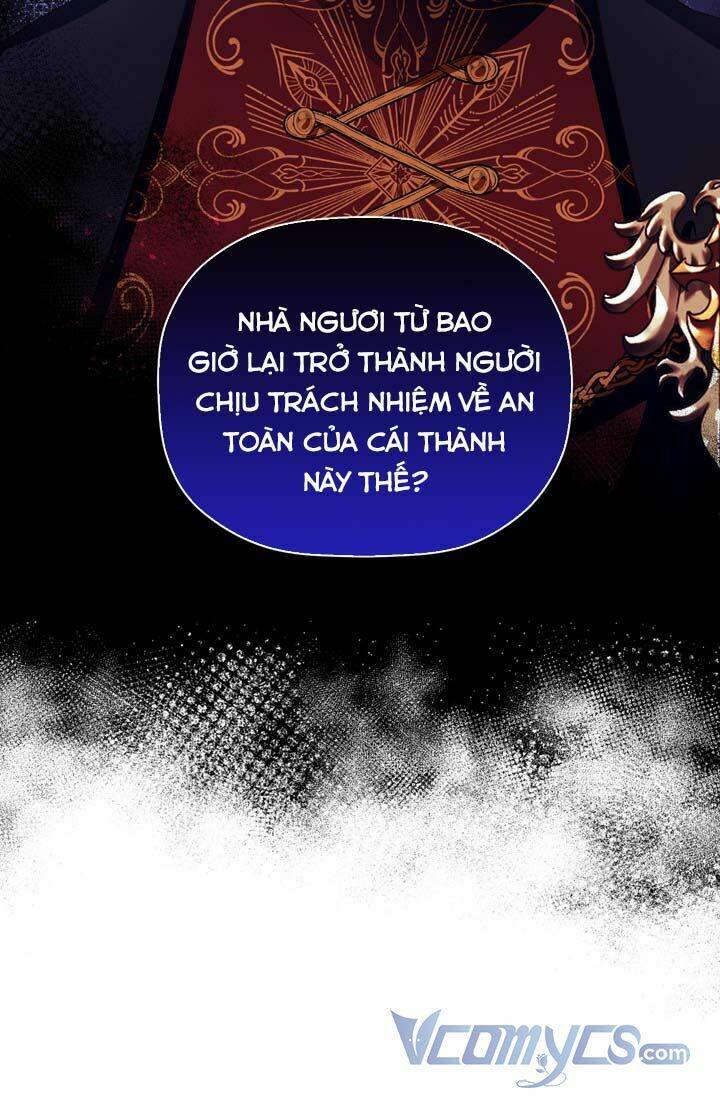 NHÀ NGƯƠI TỪ BAO
GIỜ LẠI TRỞ THÀNH NGƯỜI
CHỊU TRÁCH NHIỆM VỀ AN
TOÀN CỦA CÁI THÀNH
NÀY THẾ?
VCOMYCS.com